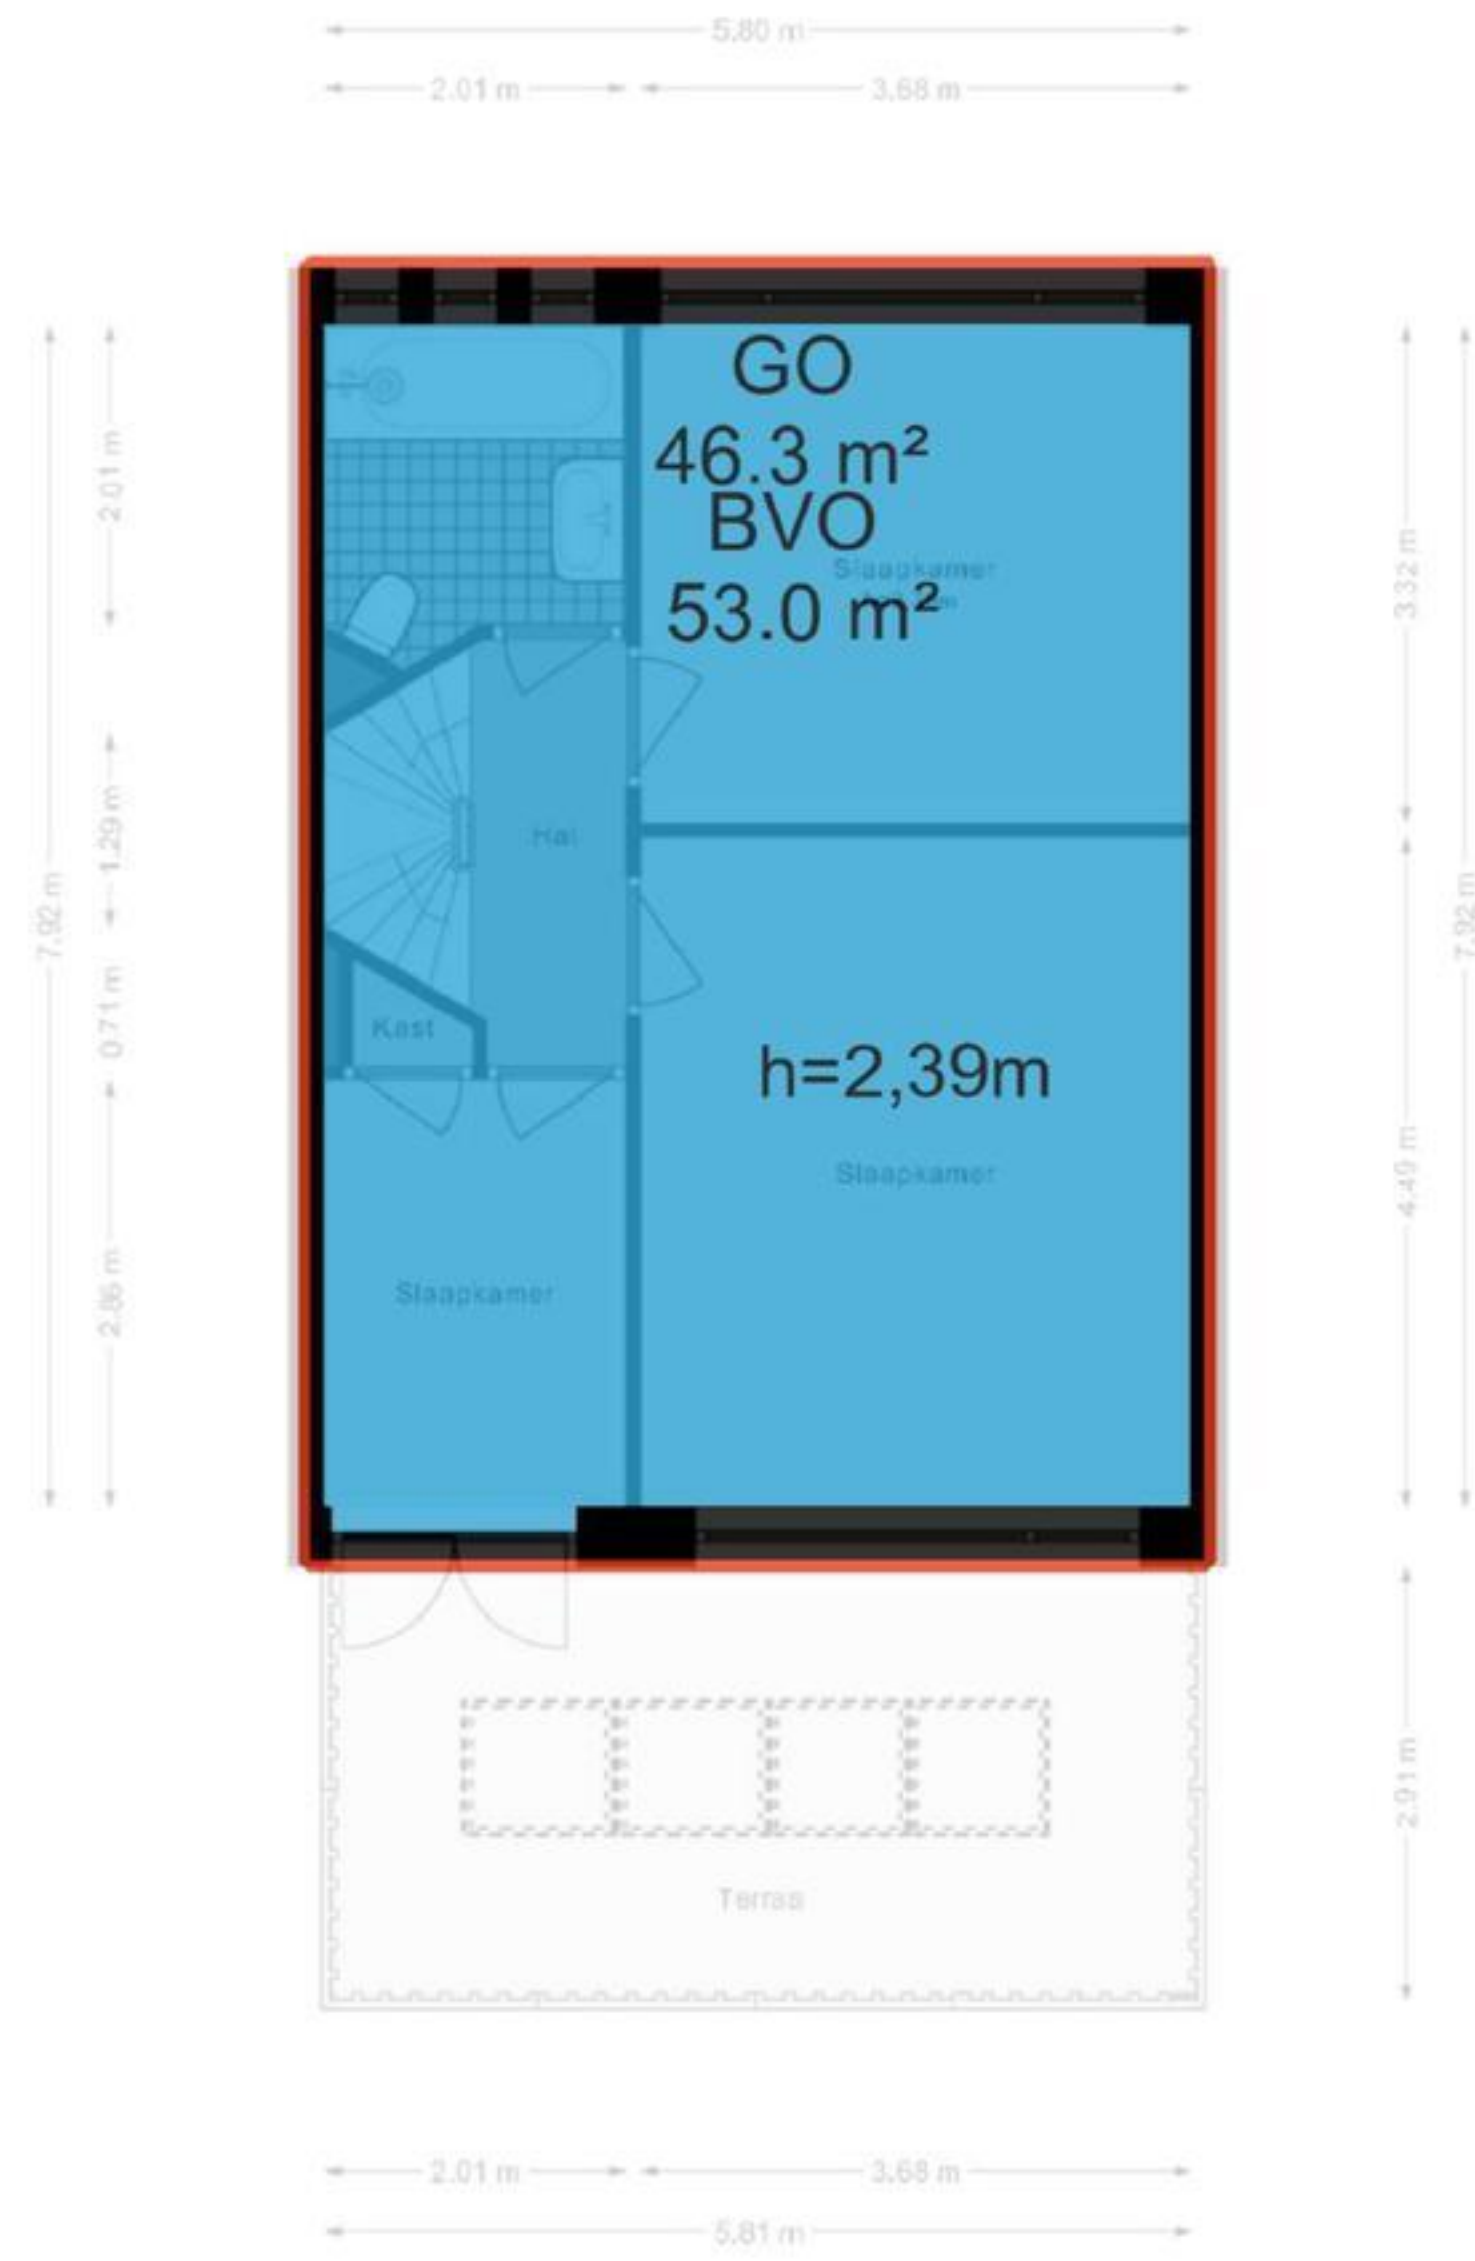 5.80 m
2.01 m
3.68 m
GO
46.3 m²
BVO
53.0 m²
Slaapkamer
2.01 m
3.32 m
Hal
1.29 m
7.92 m
7.92 m
0.71 m
Kast
h=2,39m
Slaapkamer
4.49 m
2.86 m
Slaapkamer
2.91 m
Terras
2.01 m
3.68 m
5.81 m